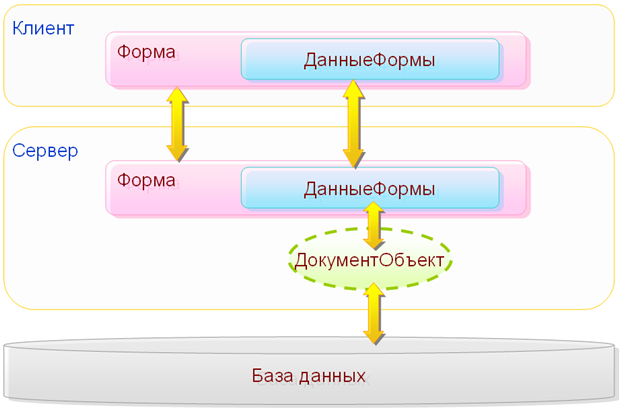 Клиент
Форма
ДанныеФормы
Сервер
Форма
ДанныеФормы
ДокументОбъект
База данных